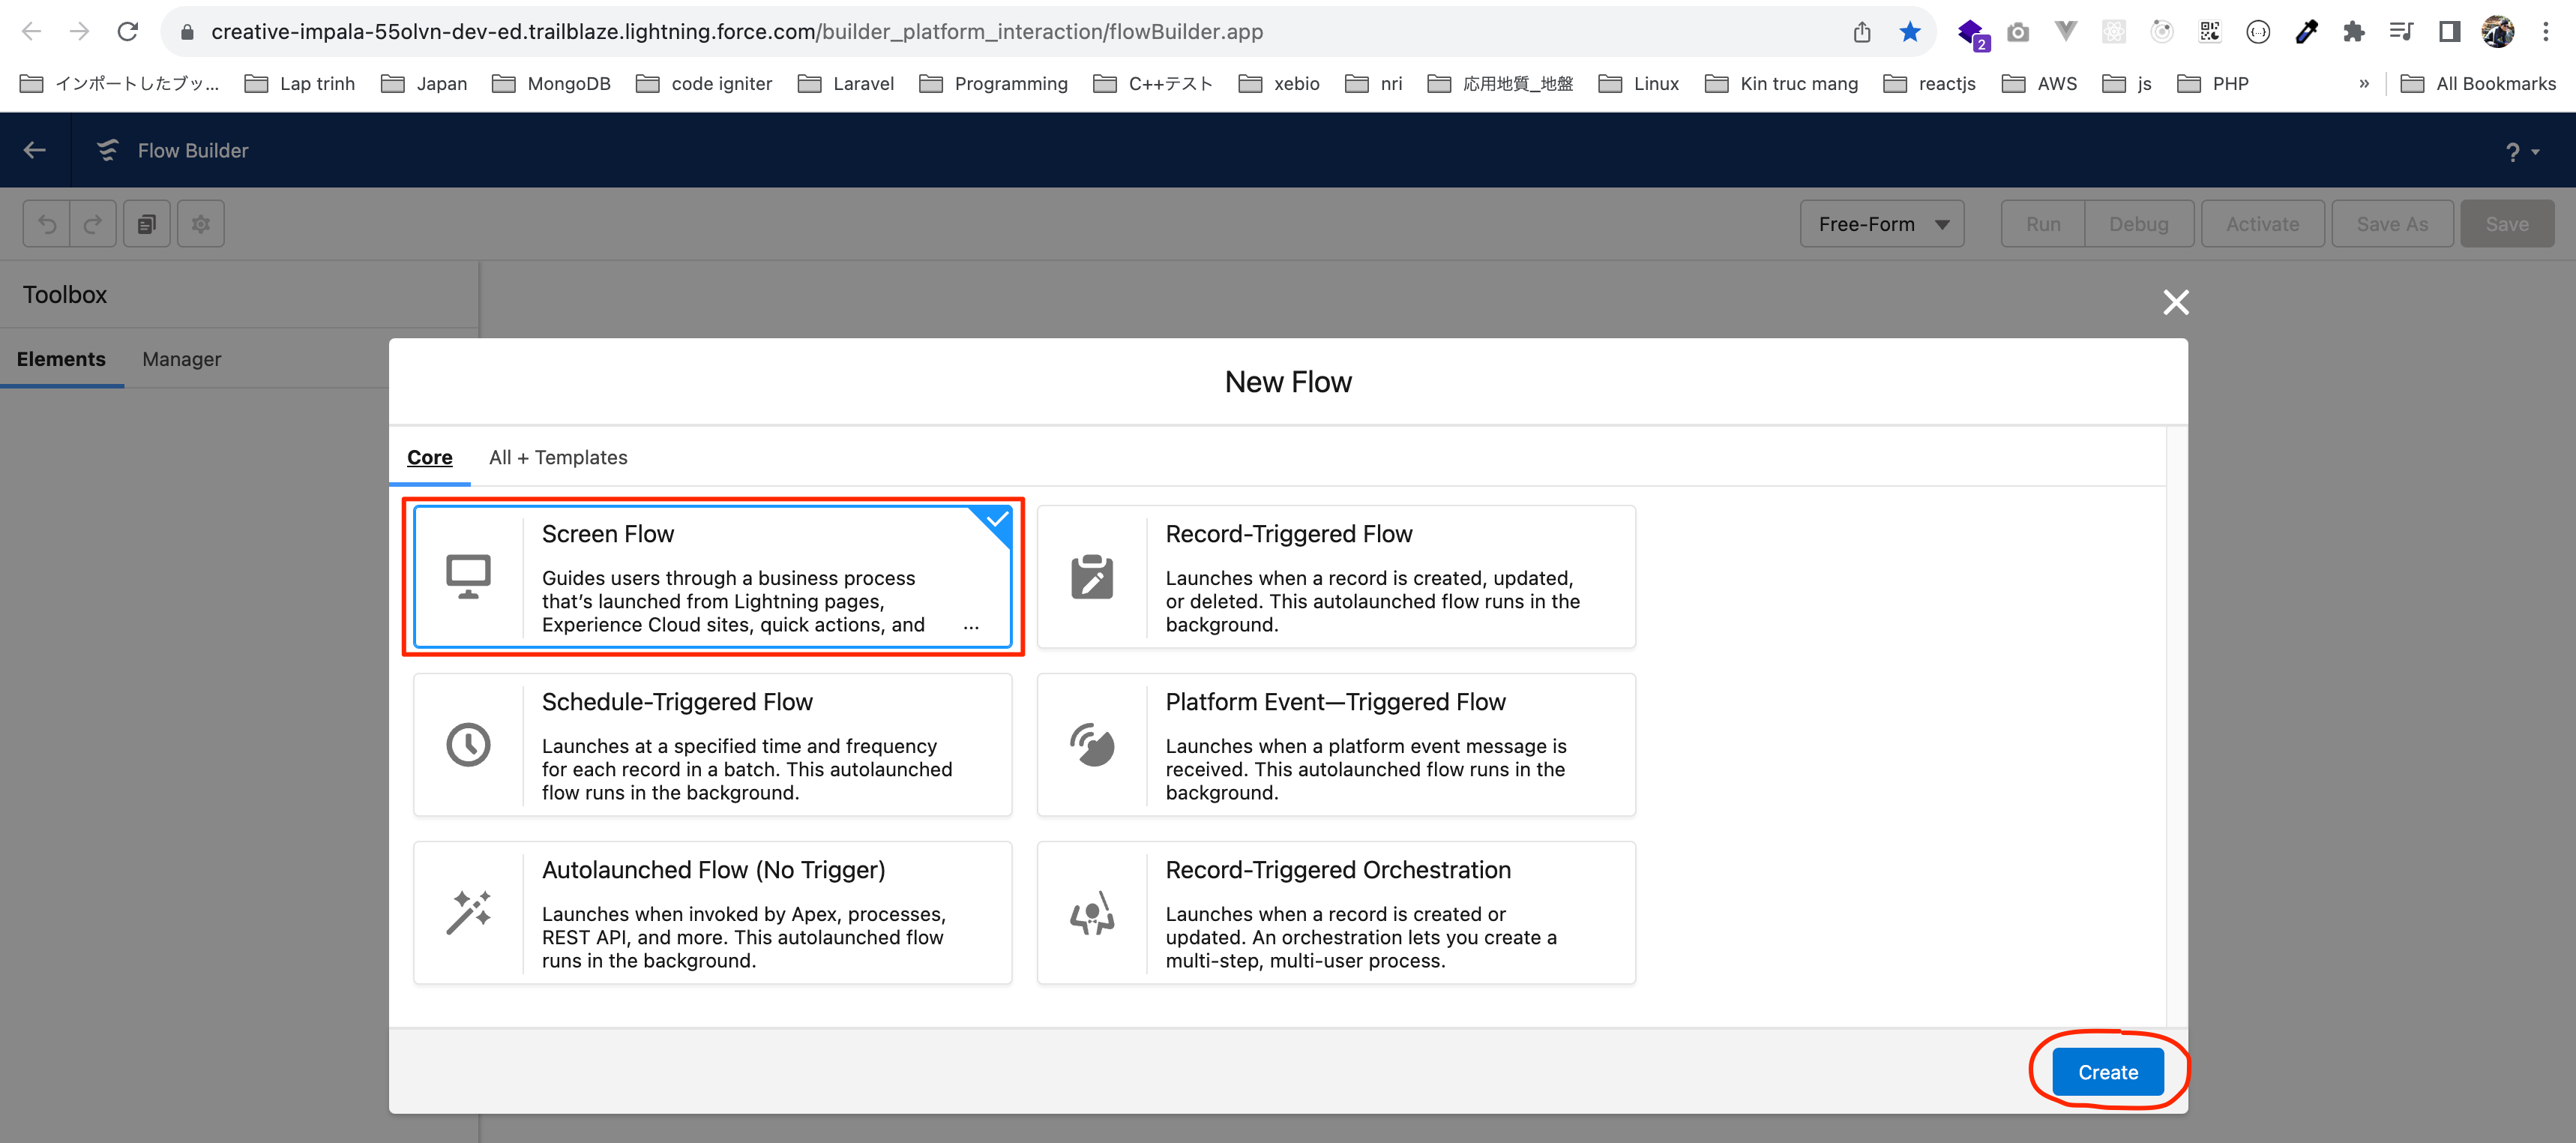 creative-impala-55olvn-dev-ed.trailblaze.lightning.force.com/builder_platform_interaction/flowBuilder.app
2
インポートしたブッ... Lap trinh Japan MongoDB code igniter Laravel Programming C++テスト xebio nri 応用地質_地盤 Linux Kin truc mang reactjs AWS js PHP » All Bookmarks
Flow Builder ?
Free-Form Run Debug Activate Save As Save
Toolbox
Elements Manager
New Flow
Core All + Templates
Screen Flow
Guides users through a business process
that’s launched from Lightning pages,
Experience Cloud sites, quick actions, and ...
Record-Triggered Flow
Launches when a record is created, updated,
or deleted. This autolaunched flow runs in the
background.
Schedule-Triggered Flow
Launches at a specified time and frequency
for each record in a batch. This autolaunched
flow runs in the background.
Platform Event—Triggered Flow
Launches when a platform event message is
received. This autolaunched flow runs in the
background.
Autolaunched Flow (No Trigger)
Launches when invoked by Apex, processes,
REST API, and more. This autolaunched flow
runs in the background.
Record-Triggered Orchestration
Launches when a record is created or
updated. An orchestration lets you create a
multi-step, multi-user process.
Create